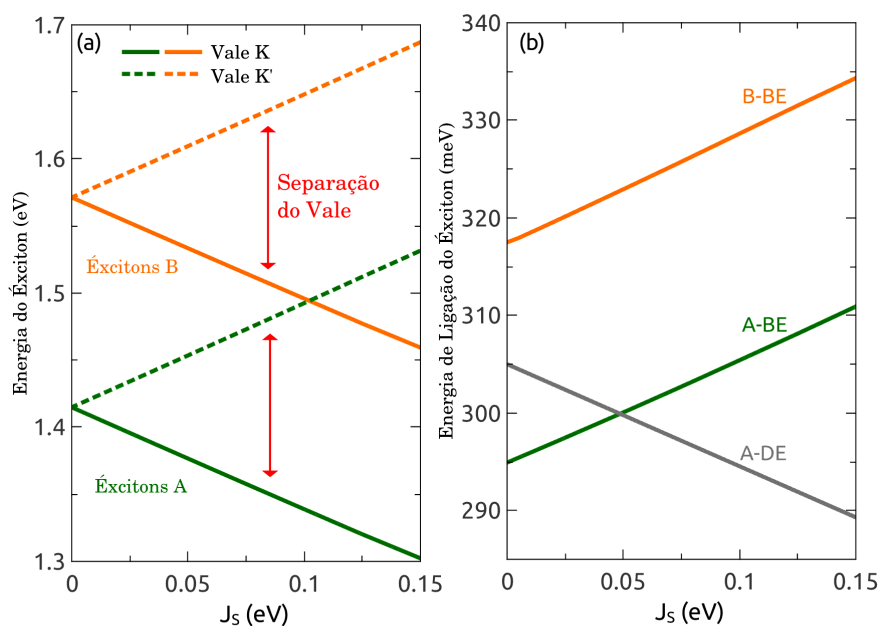 (a)
Vale K
Vale K'
Separação
do Vale
Éxcitons B
Éxcitons A
Energia do Éxciton (eV)
1.7
1.6
1.5
1.4
1.3
0
0.05
0.1
0.15
J_S (eV)
(b)
B-BE
A-BE
A-DE
Energia de Ligação do Éxciton (meV)
340
330
320
310
300
290
0
0.05
0.1
0.15
J_S (eV)